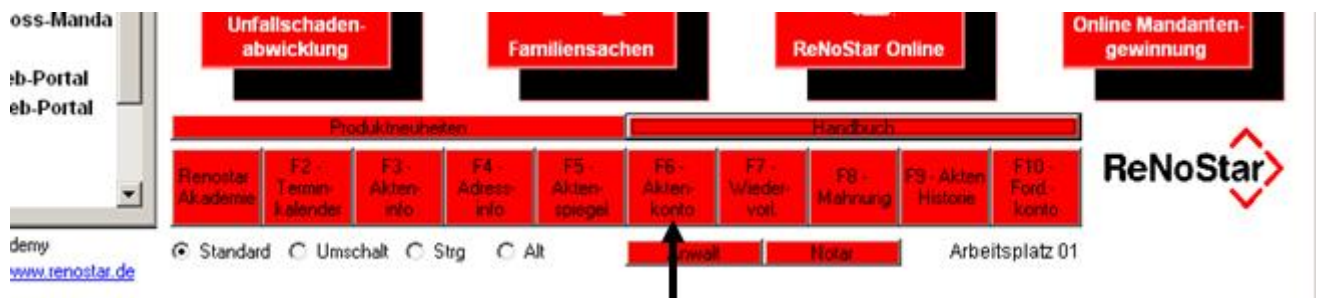 oss-Manda
eb-Portal
eb-Portal
demy
www.renostar.de
Unfallschaden-
abwicklung
Familiensachen
ReNoStar Online
Online Mandanten-
gewinnung
Produktneuheiten
Handbuch
Renostar
Akademie
F2 -
Termin-
kalender
F3 -
Akten-
info
F4 -
Adress-
info
F5 -
Akten-
spiegel
F6 -
Akten-
konto
F7 -
Wieder-
vorl.
F8 -
Mahnung
F9 - Akten
Historie
F10 -
Ford.-
konto
ReNoStar
Standard
Umschalt
Strg
Alt
Anwalt
Notar
Arbeitsplatz 01